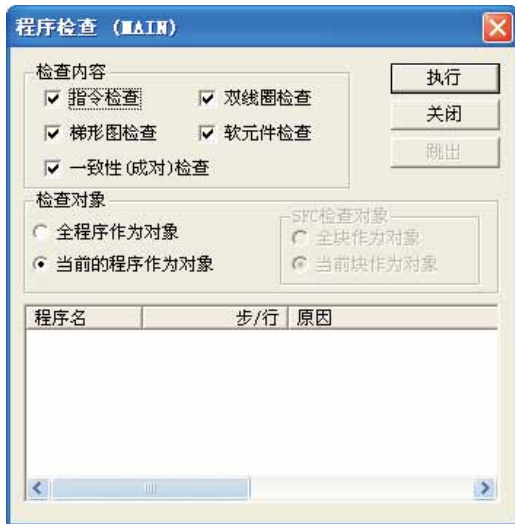 程序检查 (MAIN)
检查内容
指令检查
双线圈检查
梯形图检查
软元件检查
一致性(成对)检查
执行
关闭
跳出
检查对象
全程序作为对象
当前的程序作为对象
SFC检查对象
全块作为对象
当前块作为对象
程序名 步/行 原因